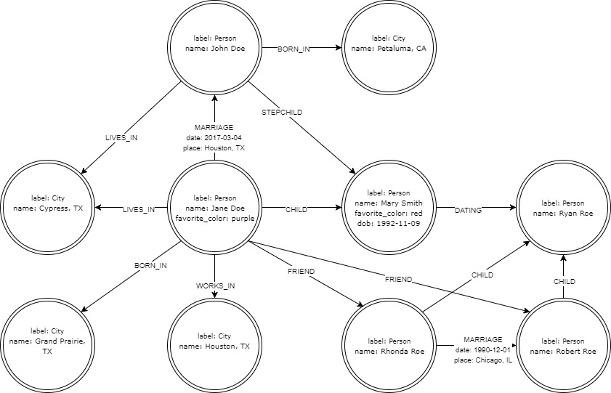 label: Person
name: John Doe
BORN_IN
label: City
name: Petaluma, CA
LIVES_IN
MARRIAGE
date: 2017-03-04
place: Houston, TX
STEPCHILD
label: City
name: Cypress, TX
LIVES_IN
label: Person
name: Jane Doe
favorite_color: purple
CHILD
label: Person
name: Mary Smith
favorite_color: red
dob: 1992-11-09
DATING
label: Person
name: Ryan Roe
BORN_IN
WORKS_IN
FRIEND
FRIEND
CHILD
CHILD
label: City
name: Grand Prairie,
TX
label: City
name: Houston, TX
label: Person
name: Rhonda Roe
MARRIAGE
date: 1990-12-01
place: Chicago, IL
label: Person
name: Robert Roe